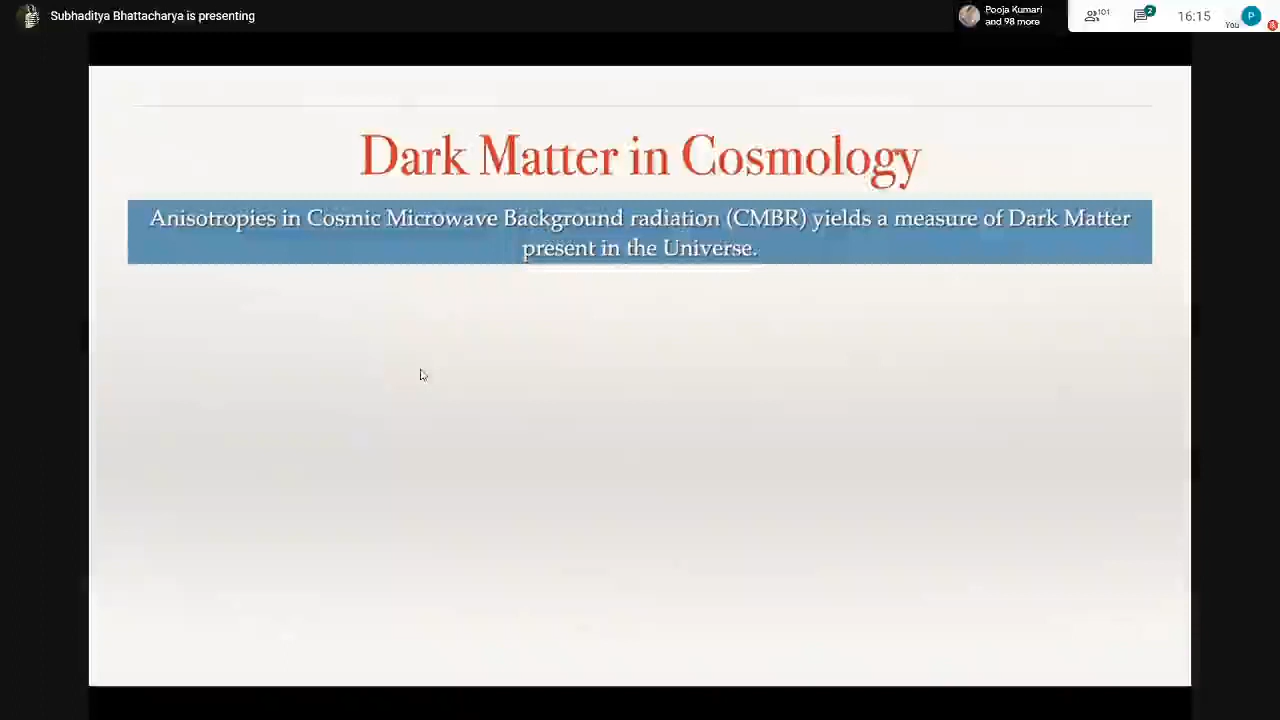 Subhaditya Bhattacharya is presenting
Pooja Kumari
and 98 more
101
2
16:15
You
P
Dark Matter in Cosmology
Anisotropies in Cosmic Microwave Background radiation (CMBR) yields a measure of Dark Matter
present in the Universe.